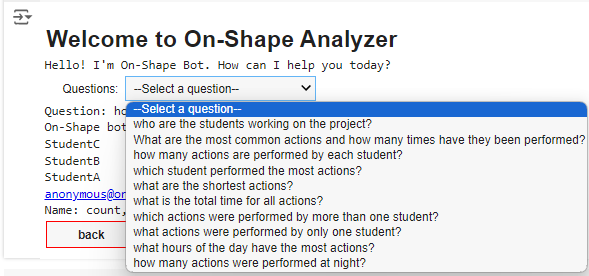 Welcome to On-Shape Analyzer
Hello! I'm On-Shape Bot. How can I help you today?
Questions: --Select a question--
Question: ho
On-Shape bot
StudentC
StudentB
StudentA
anonymous@on
Name: count,
back
--Select a question--
who are the students working on the project?
What are the most common actions and how many times have they been performed?
how many actions are performed by each student?
which student performed the most actions?
what are the shortest actions?
what is the total time for all actions?
which actions were performed by more than one student?
what actions were performed by only one student?
what hours of the day have the most actions?
how many actions were performed at night?